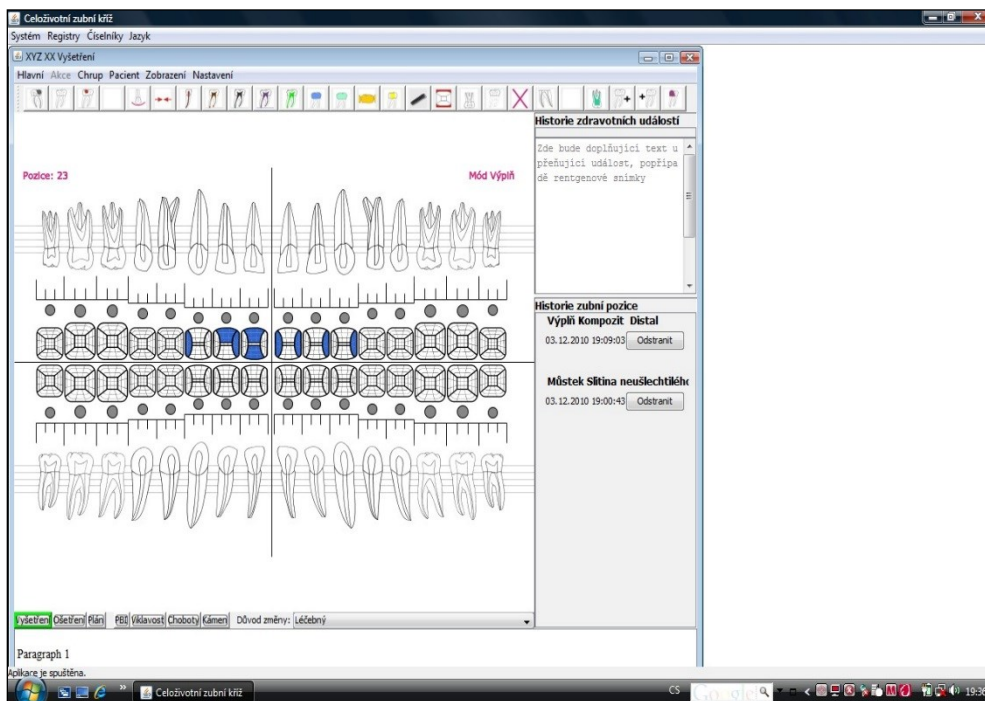 Celoživotní zubní kříž
Systém Registry Číselníky Jazyk
XYZ XX Vyšetření
Hlavní Akce Chrup Pacient Zobrazení Nastavení
Pozice: 23
Mód Výplň
Historie zdravotních událostí
Zde bude doplňující text u
přeňující událost, popřípa
dě rentgenové snímky
Historie zubní pozice
Výplň Kompozit Distal
03.12.2010 19:09:03 Odstranit
Můstek Slitina neušlechtiléh
03.12.2010 19:00:43 Odstranit
Vyšetření Ošetření Plán PBI Viklavost Choboty Kámen Důvod změny: Léčebný
Paragraph 1
Aplikace je spuštěna.
Celoživotní zubní kříž
CS
Google
19:36